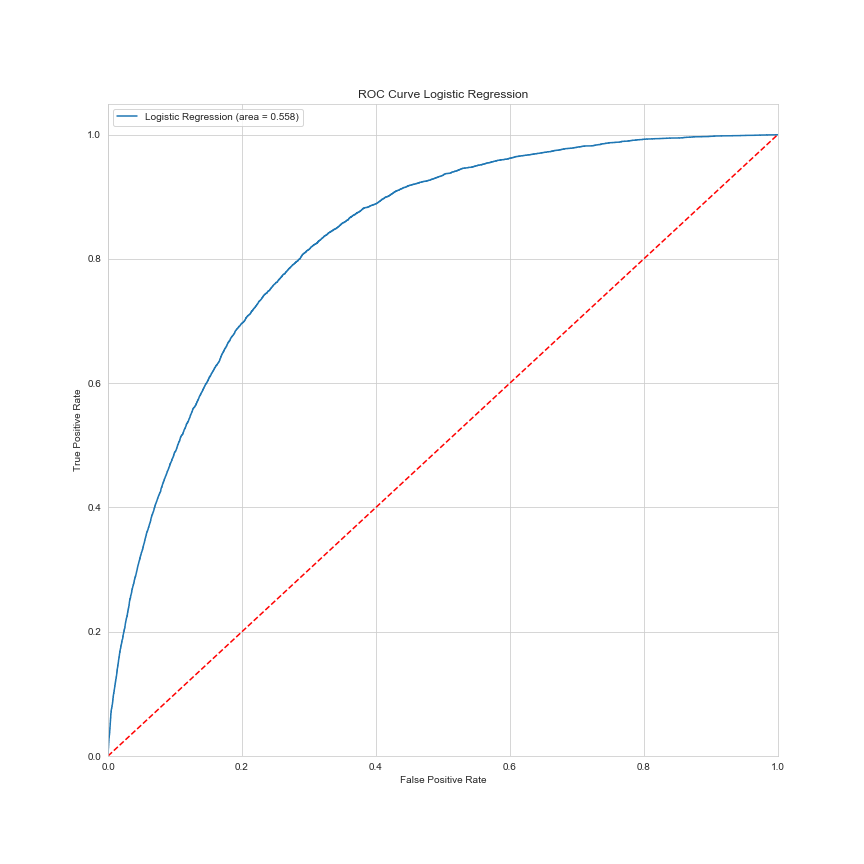 ROC Curve Logistic Regression
Logistic Regression (area = 0.558)
1.0
0.8
0.6
0.4
0.2
0.0
True Positive Rate
0.0 0.2 0.4 0.6 0.8 1.0
False Positive Rate